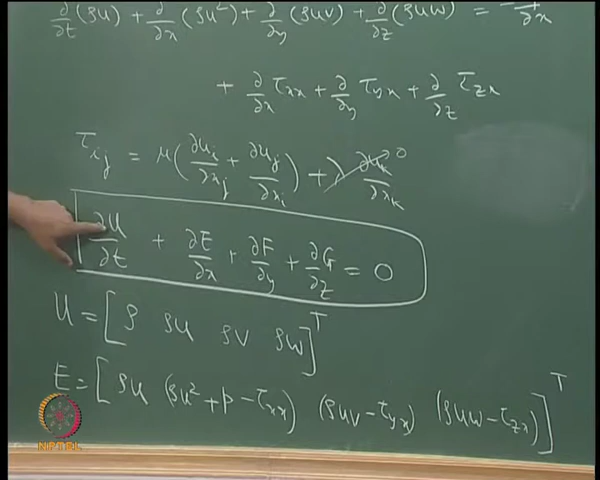 ∂/∂t (ρu) + ∂/∂x (ρu²) + ∂/∂y (ρuv) + ∂/∂z (ρuw) =
+ ∂/∂x τxx + ∂/∂y τyx + ∂/∂z τzx
τij = μ(∂ui/∂xj + ∂uj/∂xi) + λ ∂uk/∂xk 0
∂U/∂t + ∂E/∂x + ∂F/∂y + ∂G/∂z = 0
U = [ρ ρu ρv ρw]ᵀ
E = [ρu (ρu² + p − τxx) (ρuv − τyx) (ρuw − τzx)]ᵀ
NPTEL